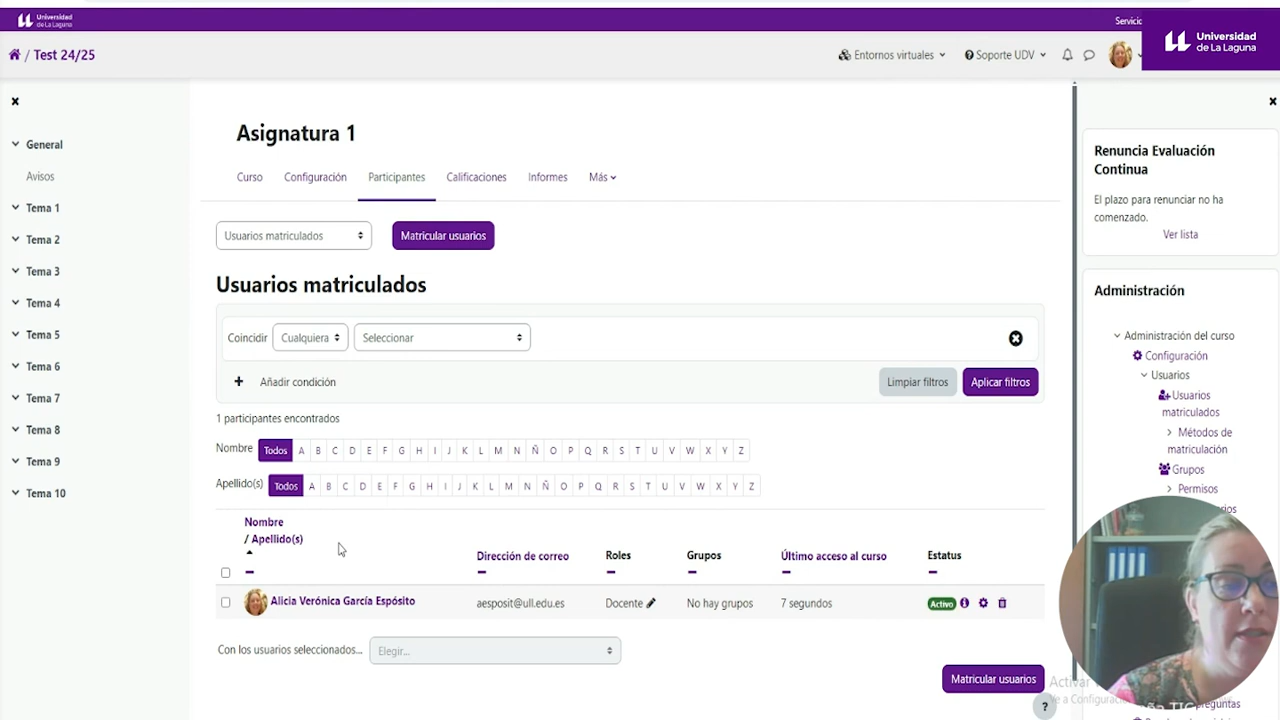 Universidad
de La Laguna
Servicio
/ Test 24/25
Entornos virtuales
Soporte UDV
Universidad
de La Laguna
General
Avisos
Tema 1
Tema 2
Tema 3
Tema 4
Tema 5
Tema 6
Tema 7
Tema 8
Tema 9
Tema 10
Asignatura 1
Curso Configuración Participantes Calificaciones Informes Más
Usuarios matriculados
Matricular usuarios
Usuarios matriculados
Coincidir Cualquiera Seleccionar
+ Añadir condición
Limpiar filtros Aplicar filtros
1 participantes encontrados
Nombre Todos A B C D E F G H I J K L M N Ñ O P Q R S T U V W X Y Z
Apellido(s) Todos A B C D E F G H I J K L M N Ñ O P Q R S T U V W X Y Z
Nombre
/ Apellido(s)
Dirección de correo Roles Grupos Último acceso al curso Estatus
Alicia Verónica García Espósito aesposit@ull.edu.es Docente No hay grupos 7 segundos Activo
Con los usuarios seleccionados... Elegir...
Matricular usuarios
?
Renuncia Evaluación
Continua
El plazo para renunciar no ha
comenzado.
Ver lista
Administración
Administración del curso
Configuración
Usuarios
Usuarios
matriculados
Métodos de
matriculación
Grupos
Permisos
Activar
Ve a Configuración
preguntas